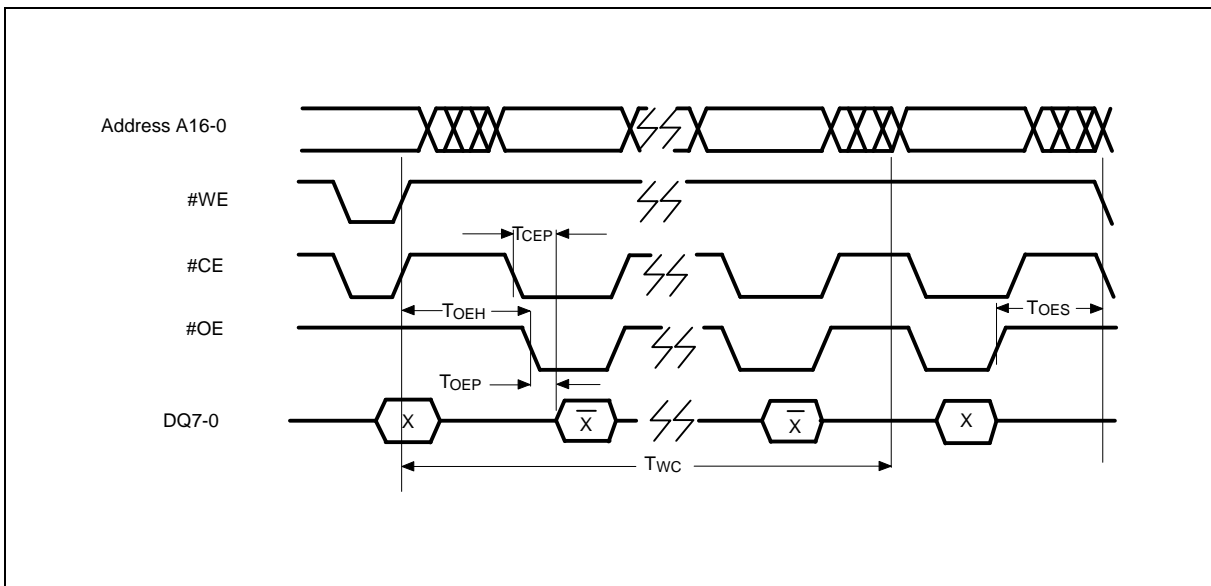 Address A16-0
#WE
TCEP
#CE
TOEH
TOES
#OE
TOEP
DQ7-0
X
X̅
X̅
X
TWC